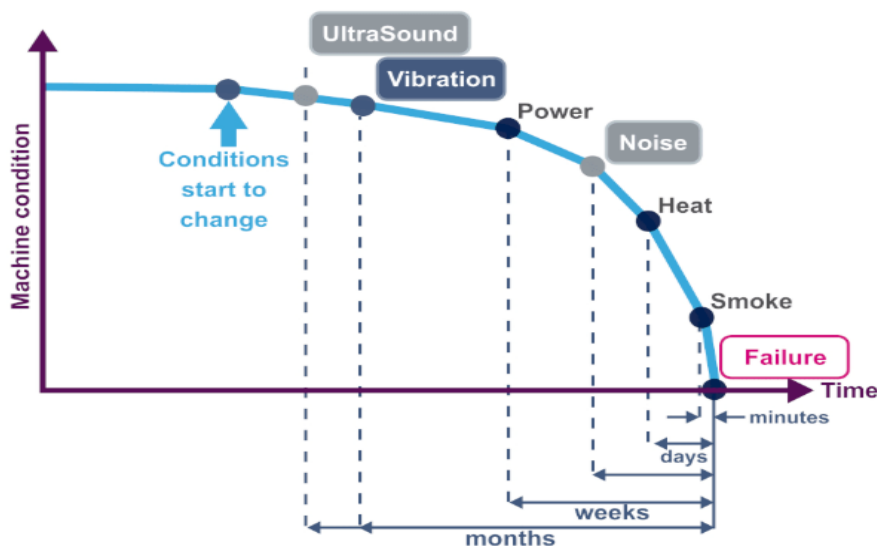 UltraSound
Vibration
Power
Noise
Conditions
start to
change
Heat
Smoke
Failure
Machine condition
Time
minutes
days
weeks
months